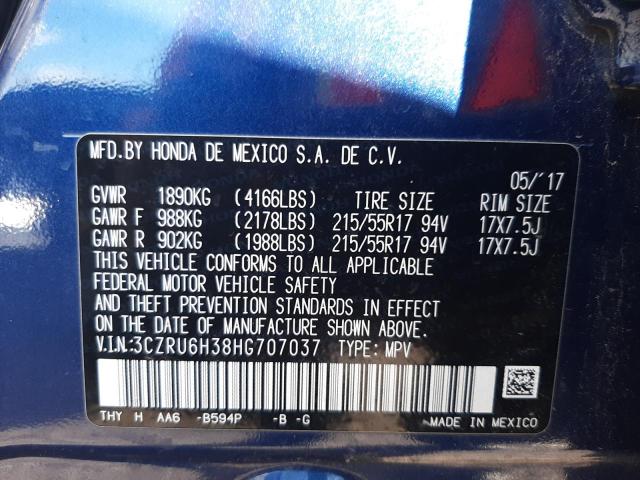 MFD.BY HONDA DE MEXICO S.A. DE C.V.
05/'17
GVWR 1890KG (4166LBS) TIRE SIZE RIM SIZE
GAWR F 988KG (2178LBS) 215/55R17 94V 17X7.5J
GAWR R 902KG (1988LBS) 215/55R17 94V 17X7.5J
THIS VEHICLE CONFORMS TO ALL APPLICABLE
FEDERAL MOTOR VEHICLE SAFETY
AND THEFT PREVENTION STANDARDS IN EFFECT
ON THE DATE OF MANUFACTURE SHOWN ABOVE.
V.I.N.:3CZRU6H38HG707037 TYPE: MPV
THY H AA6 -B594P -B -G
MADE IN MEXICO